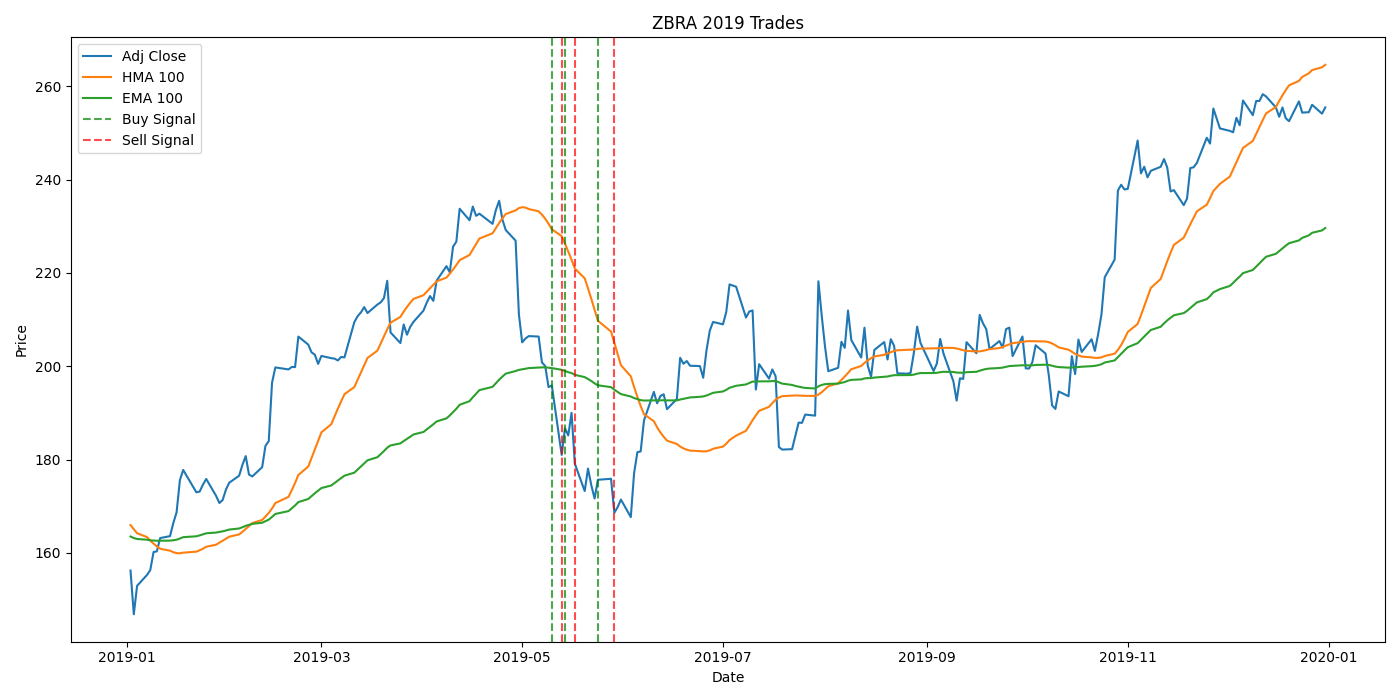 ZBRA 2019 Trades
Adj Close
HMA 100
EMA 100
Buy Signal
Sell Signal
Price
260
240
220
200
180
160
2019-01 2019-03 2019-05 2019-07 2019-09 2019-11 2020-01
Date